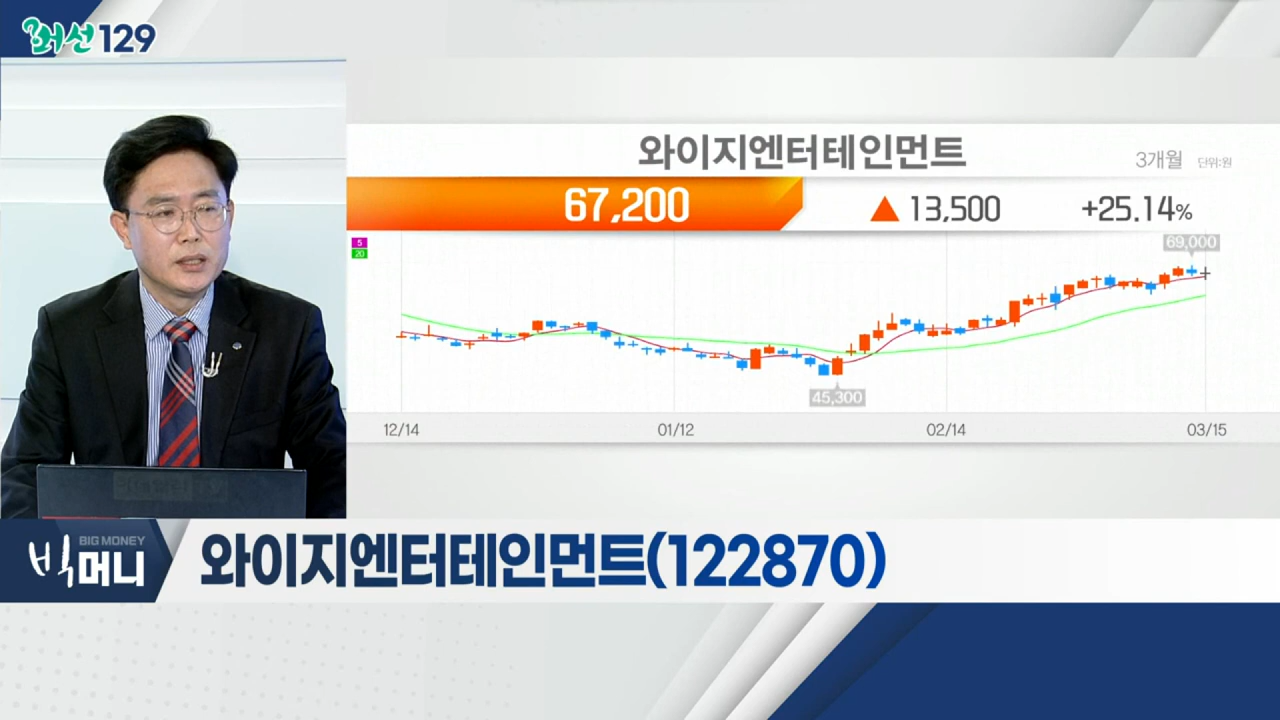 머선129
와이지엔터테인먼트
3개월 단위:원
67,200 ▲ 13,500 +25.14%
5
20
69,000
45,300
12/14 01/12 02/14 03/15
BIG MONEY
빅머니
와이지엔터테인먼트(122870)